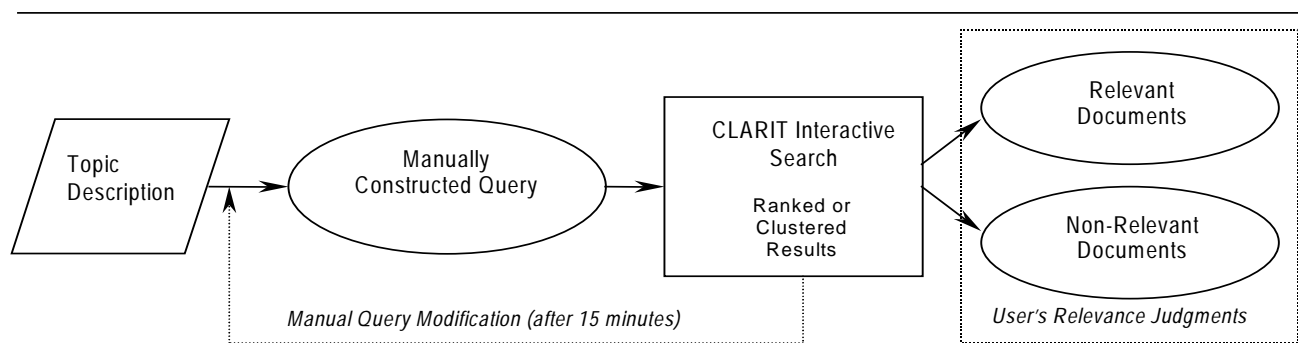 Topic
Description
Manually
Constructed Query
CLARIT Interactive
Search
Ranked or
Clustered
Results
Relevant
Documents
Non-Relevant
Documents
Manual Query Modification (after 15 minutes)
User's Relevance Judgments